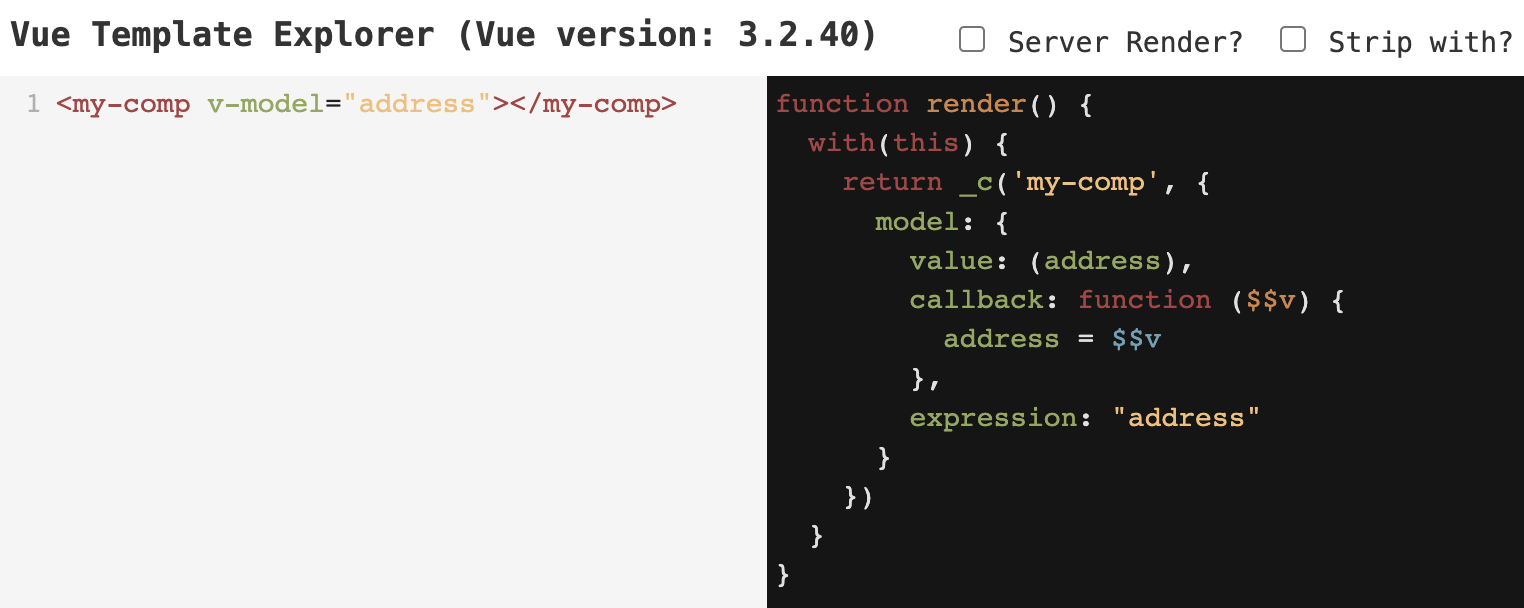 Vue Template Explorer (Vue version: 3.2.40)
Server Render? Strip with?
1 <my-comp v-model="address"></my-comp>
function render() {
  with(this) {
    return _c('my-comp', {
      model: {
        value: (address),
        callback: function ($$v) {
          address = $$v
        },
        expression: "address"
      }
    })
  }
}